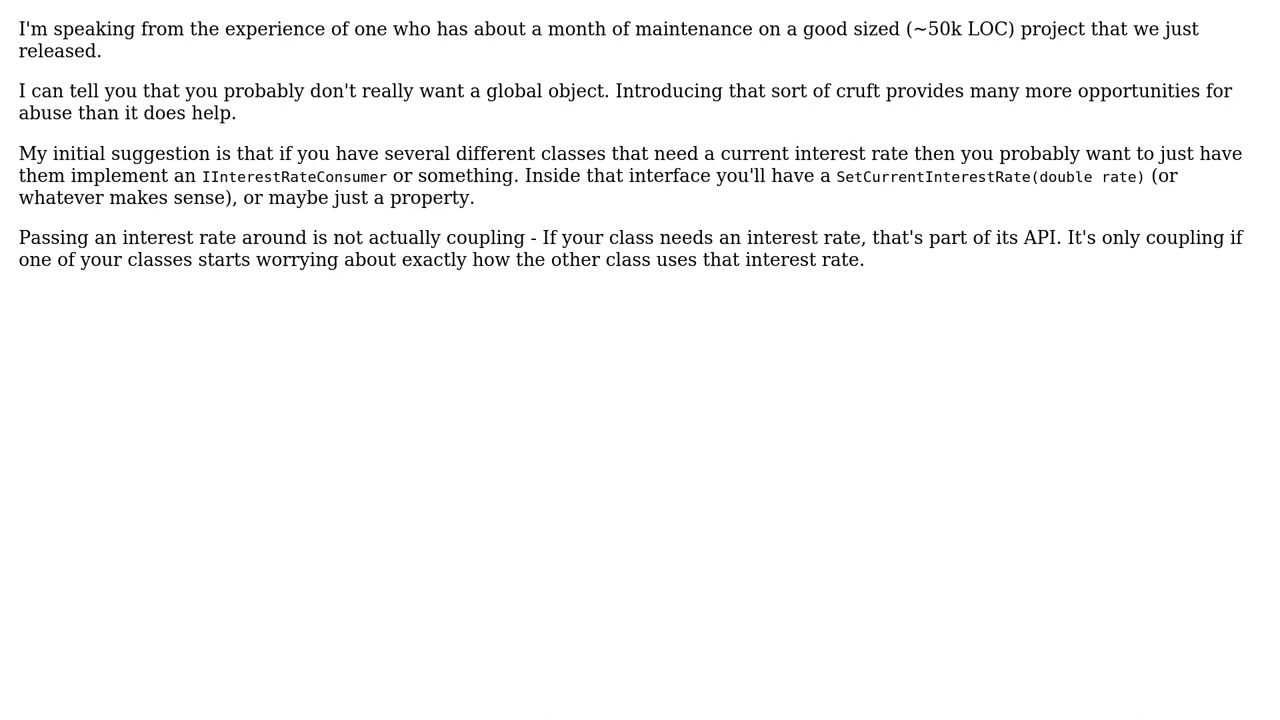 I'm speaking from the experience of one who has about a month of maintenance on a good sized (~50k LOC) project that we just
released.
I can tell you that you probably don't really want a global object. Introducing that sort of cruft provides many more opportunities for
abuse than it does help.
My initial suggestion is that if you have several different classes that need a current interest rate then you probably want to just have
them implement an IInterestRateConsumer or something. Inside that interface you'll have a SetCurrentInterestRate(double rate) (or
whatever makes sense), or maybe just a property.
Passing an interest rate around is not actually coupling - If your class needs an interest rate, that's part of its API. It's only coupling if
one of your classes starts worrying about exactly how the other class uses that interest rate.